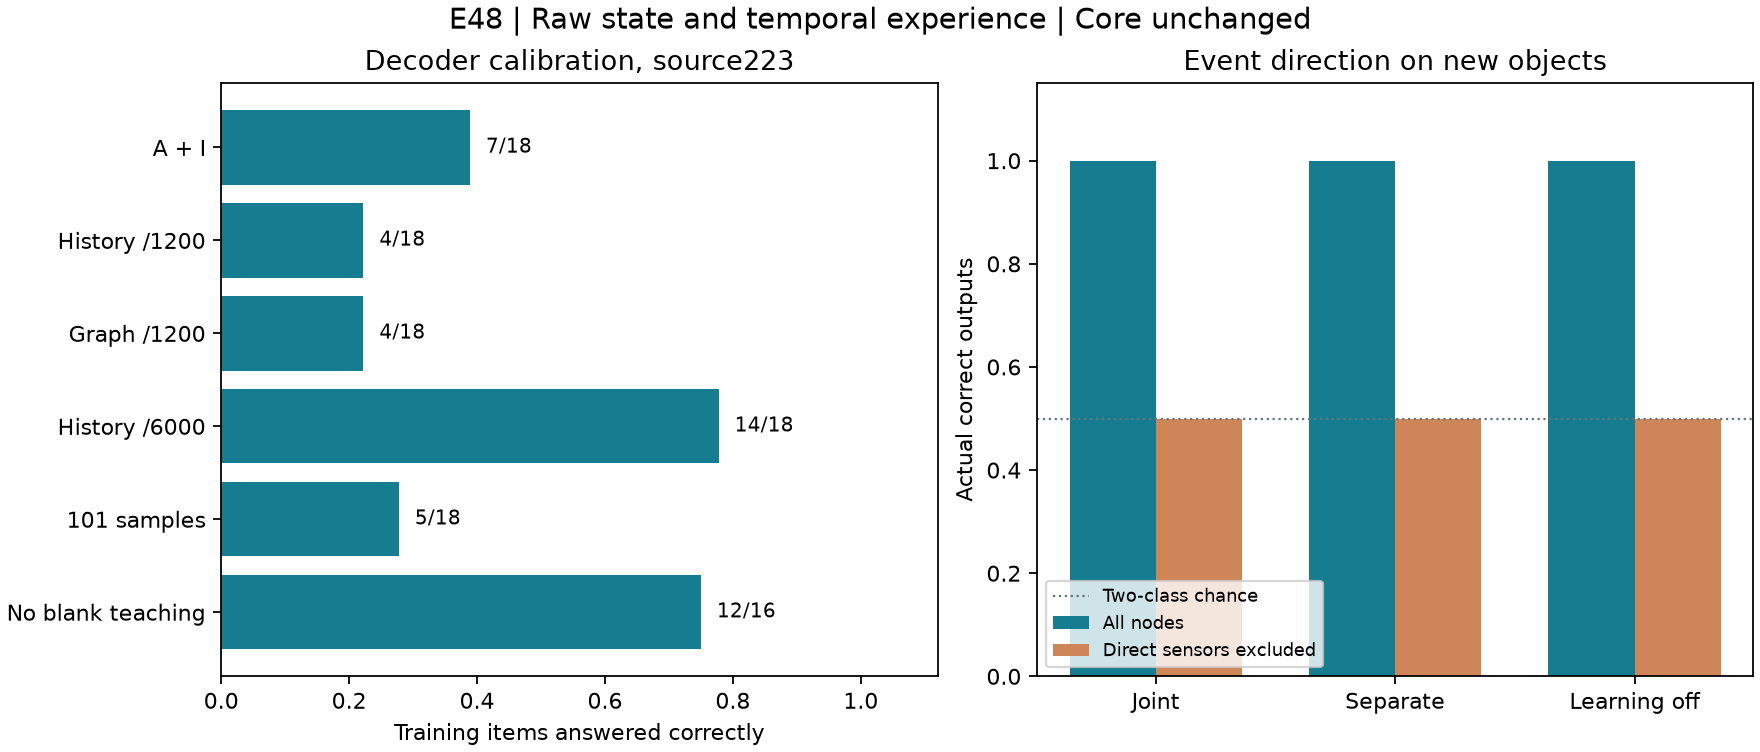 E48 | Raw state and temporal experience | Core unchanged
Decoder calibration, source223
A + I
7/18
History /1200
4/18
Graph /1200
4/18
History /6000
14/18
101 samples
5/18
No blank teaching
12/16
0.0 0.2 0.4 0.6 0.8 1.0
Training items answered correctly
Event direction on new objects
Actual correct outputs
1.0
0.8
0.6
0.4
0.2
0.0
Two-class chance
All nodes
Direct sensors excluded
Joint Separate Learning off